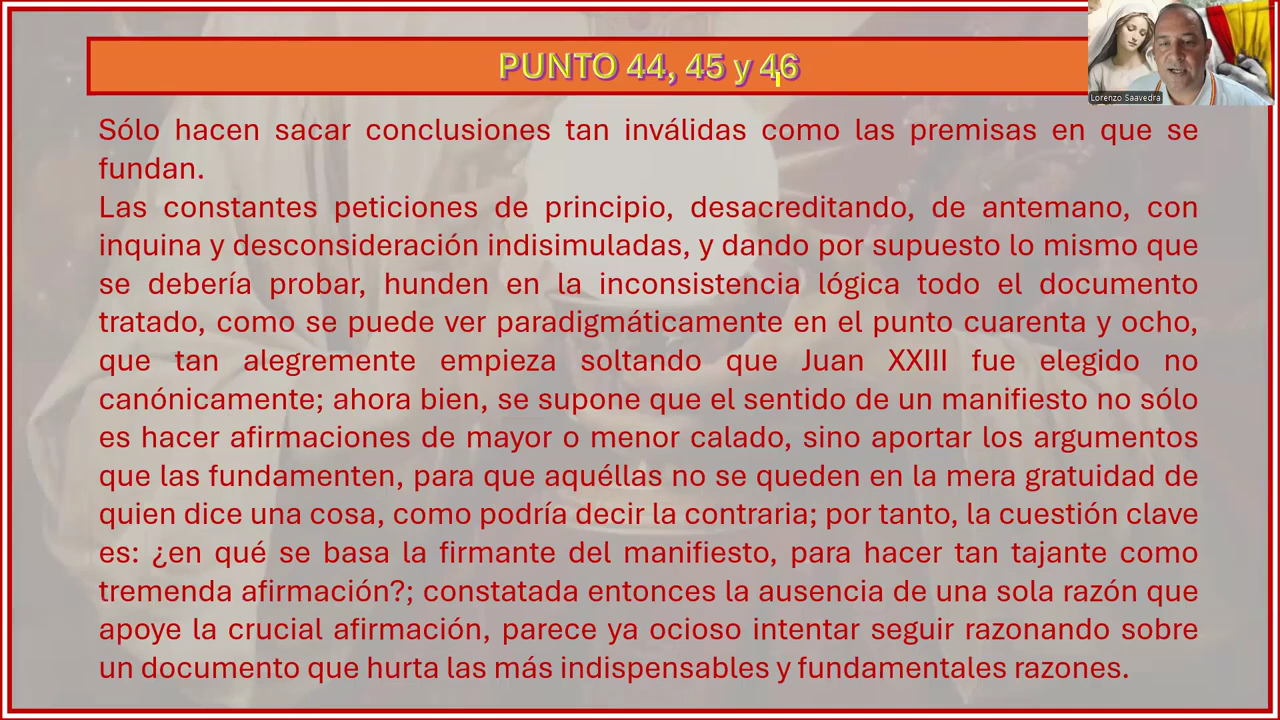 PUNTO 44, 45 y 46
Lorenzo Saavedra
Sólo hacen sacar conclusiones tan inválidas como las premisas en que se
fundan.
Las constantes peticiones de principio, desacreditando, de antemano, con
inquina y desconsideración indisimuladas, y dando por supuesto lo mismo que
se debería probar, hunden en la inconsistencia lógica todo el documento
tratado, como se puede ver paradigmáticamente en el punto cuarenta y ocho,
que tan alegremente empieza soltando que Juan XXIII fue elegido no
canónicamente; ahora bien, se supone que el sentido de un manifiesto no sólo
es hacer afirmaciones de mayor o menor calado, sino aportar los argumentos
que las fundamenten, para que aquéllas no se queden en la mera gratuidad de
quien dice una cosa, como podría decir la contraria; por tanto, la cuestión clave
es: ¿en qué se basa la firmante del manifiesto, para hacer tan tajante como
tremenda afirmación?; constatada entonces la ausencia de una sola razón que
apoye la crucial afirmación, parece ya ocioso intentar seguir razonando sobre
un documento que hurta las más indispensables y fundamentales razones.